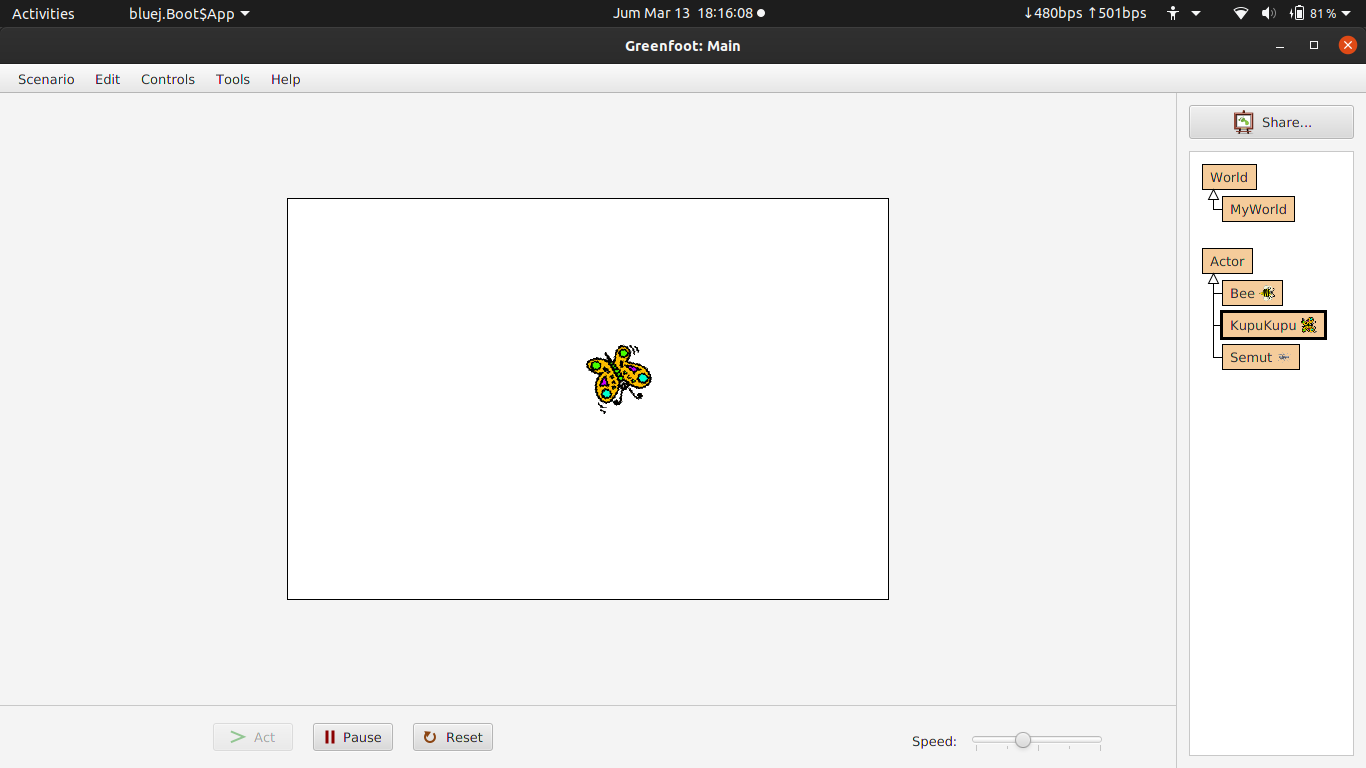 Activities bluej.Boot$App Jum Mar 13 18:16:08 ↓480bps ↑501bps 81%
Greenfoot: Main
Scenario Edit Controls Tools Help
Share...
World
MyWorld
Actor
Bee
KupuKupu
Semut
Act Pause Reset Speed: